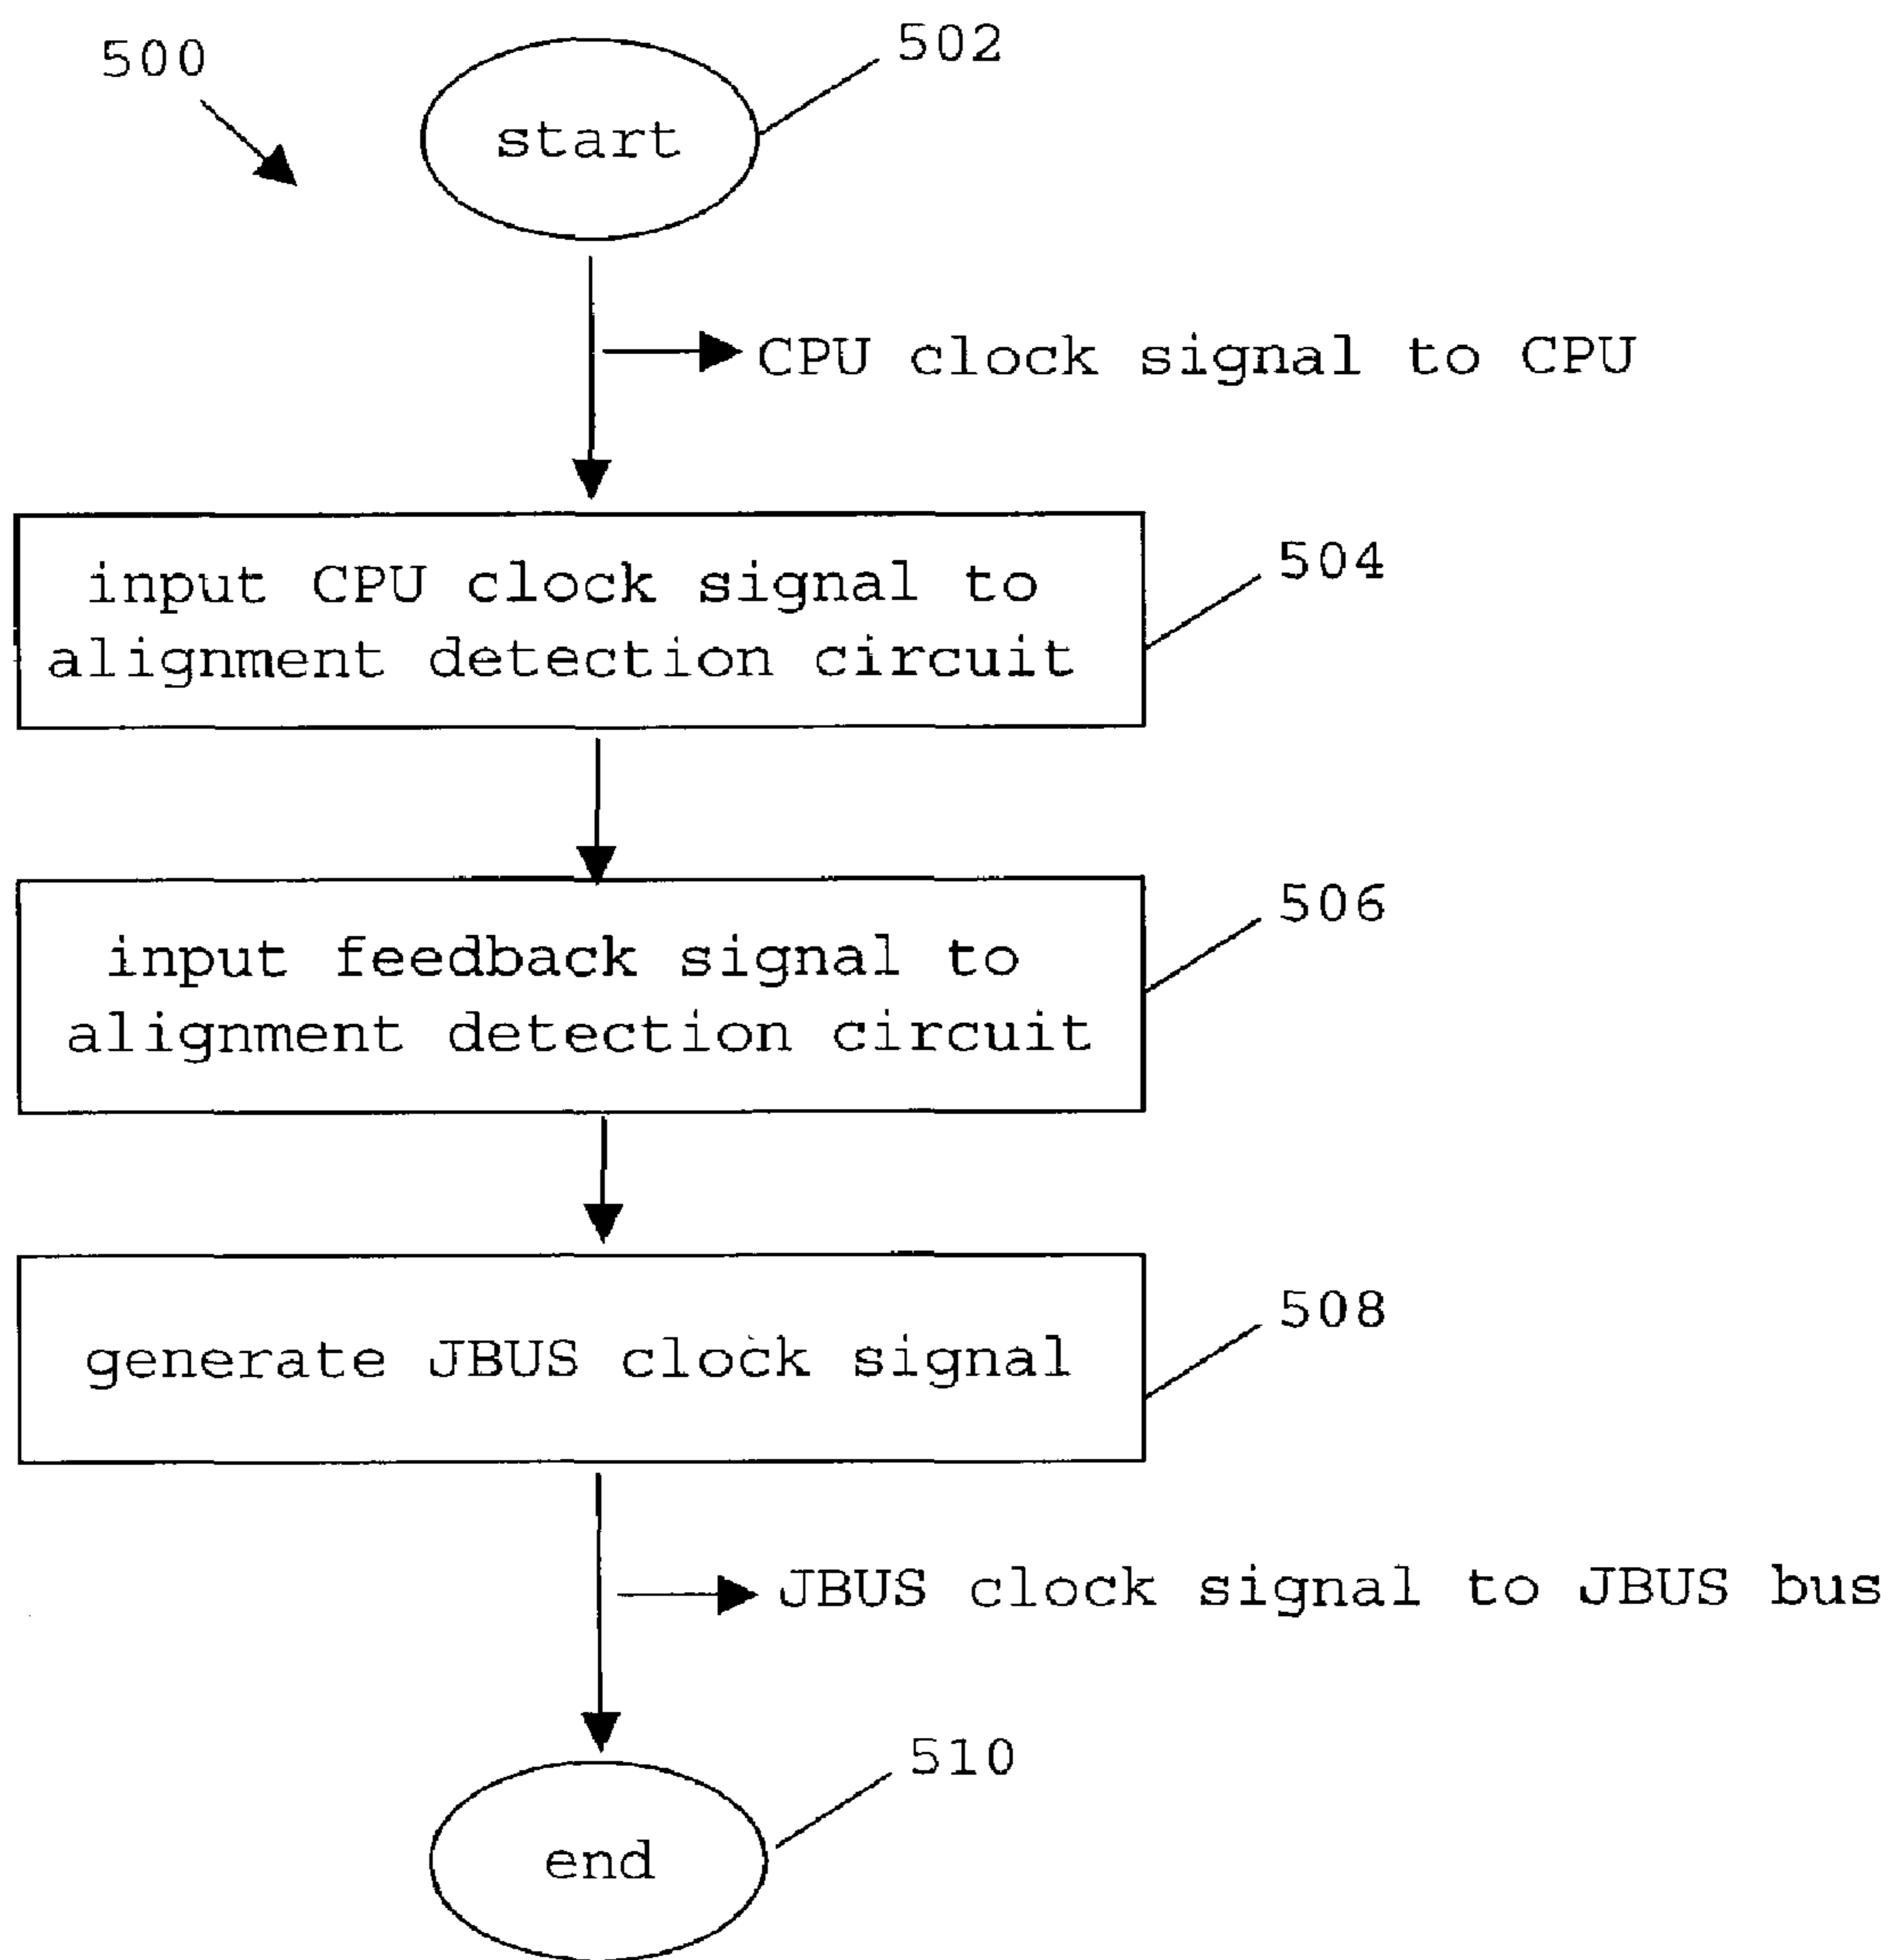 500
502
start
CPU clock signal to CPU
input CPU clock signal to
alignment detection circuit
504
input feedback signal to
alignment detection circuit
506
generate JBUS clock signal
508
JBUS clock signal to JBUS bus
510
end